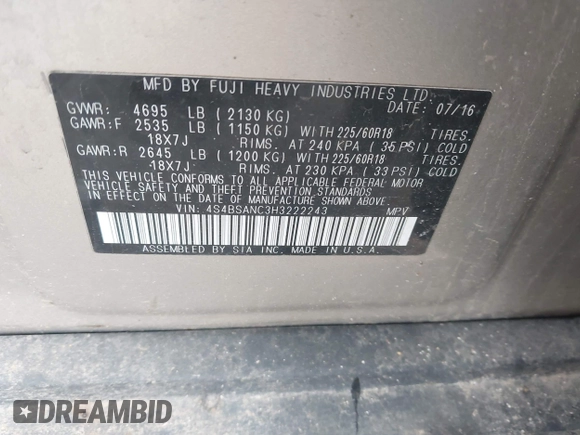 MFD BY FUJI HEAVY INDUSTRIES LTD.
DATE: 07/16
GVWR: 4695 LB ( 2130 KG)
GAWR:F 2535 LB ( 1150 KG) WITH 225/60R18 TIRES.
18X7J RIMS. AT 240 KPA ( 35 PSI) COLD
GAWR:R 2645 LB ( 1200 KG) WITH 225/60R18 TIRES.
18X7J RIMS. AT 230 KPA ( 33 PSI) COLD
THIS VEHICLE CONFORMS TO ALL APPLICABLE FEDERAL MOTOR
VEHICLE SAFETY AND THEFT PREVENTION STANDARDS
IN EFFECT ON THE DATE OF MANUFACTURE SHOWN ABOVE.
VIN: 4S4BSANC3H3222243 MPV
ASSEMBLED BY SIA INC. MADE IN U.S.A.
DREAMBID